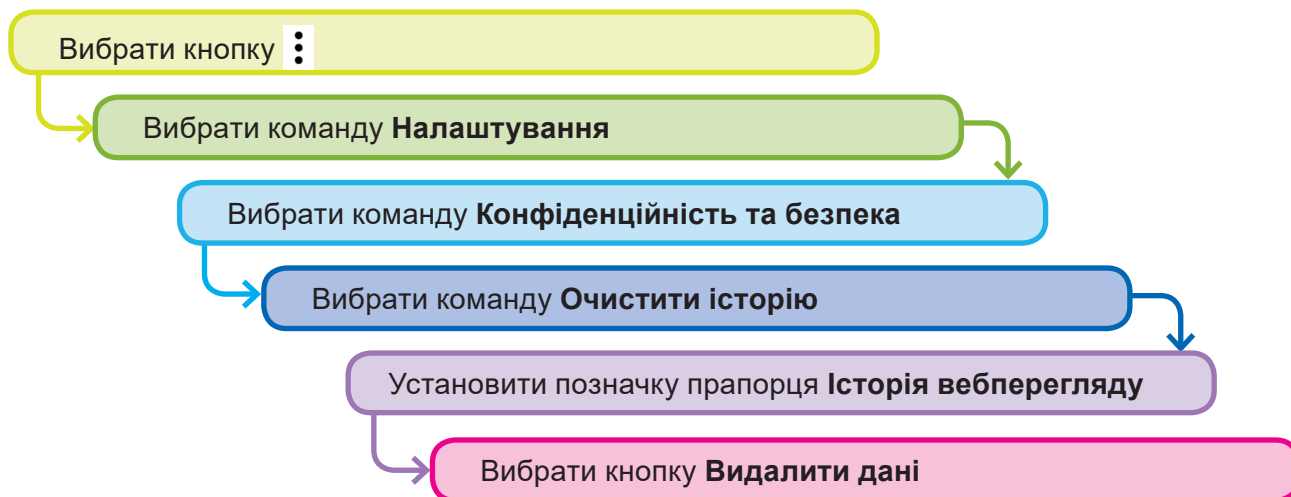 Вибрати кнопку ⋮
Вибрати команду Налаштування
Вибрати команду Конфіденційність та безпека
Вибрати команду Очистити історію
Установити позначку прапорця Історія вебперегляду
Вибрати кнопку Видалити дані